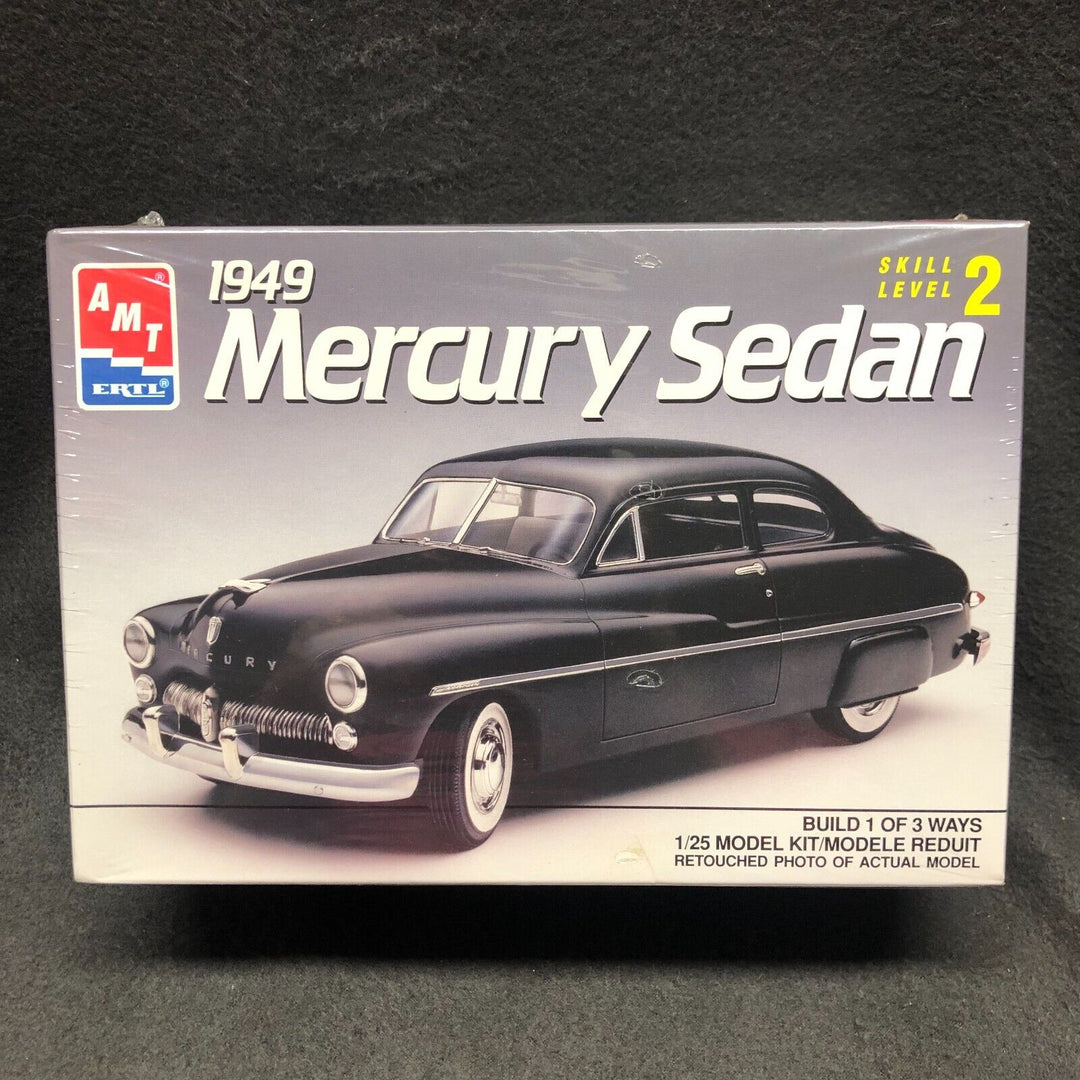 AMT®
ERTL®
1949
Mercury Sedan
SKILL
LEVEL 2
MERCURY
BUILD 1 OF 3 WAYS
1/25 MODEL KIT/MODELE REDUIT
RETOUCHED PHOTO OF ACTUAL MODEL